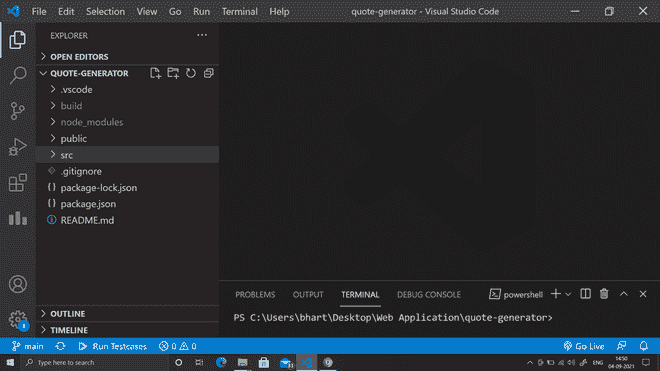 File Edit Selection View Go Run Terminal Help quote-generator - Visual Studio Code
EXPLORER
OPEN EDITORS
QUOTE-GENERATOR
.vscode
build
node_modules
public
src
.gitignore
package-lock.json
package.json
README.md
PROBLEMS OUTPUT TERMINAL DEBUG CONSOLE powershell
PS C:\Users\bhart\Desktop\Web Application\quote-generator>
OUTLINE
TIMELINE
main Run Testcases 0 0 Go Live
Type here to search ENG 14:50
04-09-2021